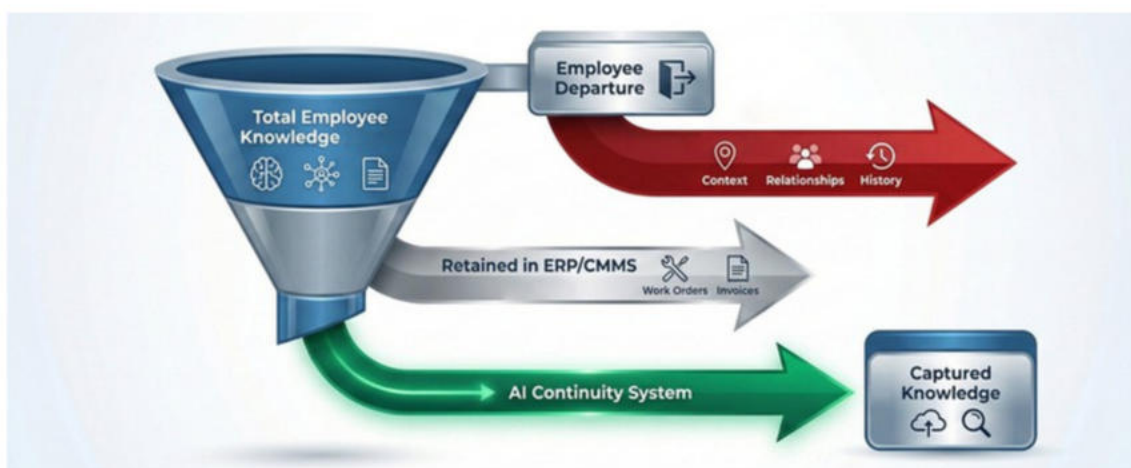 Total Employee
Knowledge
Employee
Departure
Context
Relationships
History
Retained in ERP/CMMS
Work Orders
Invoices
AI Continuity System
Captured
Knowledge